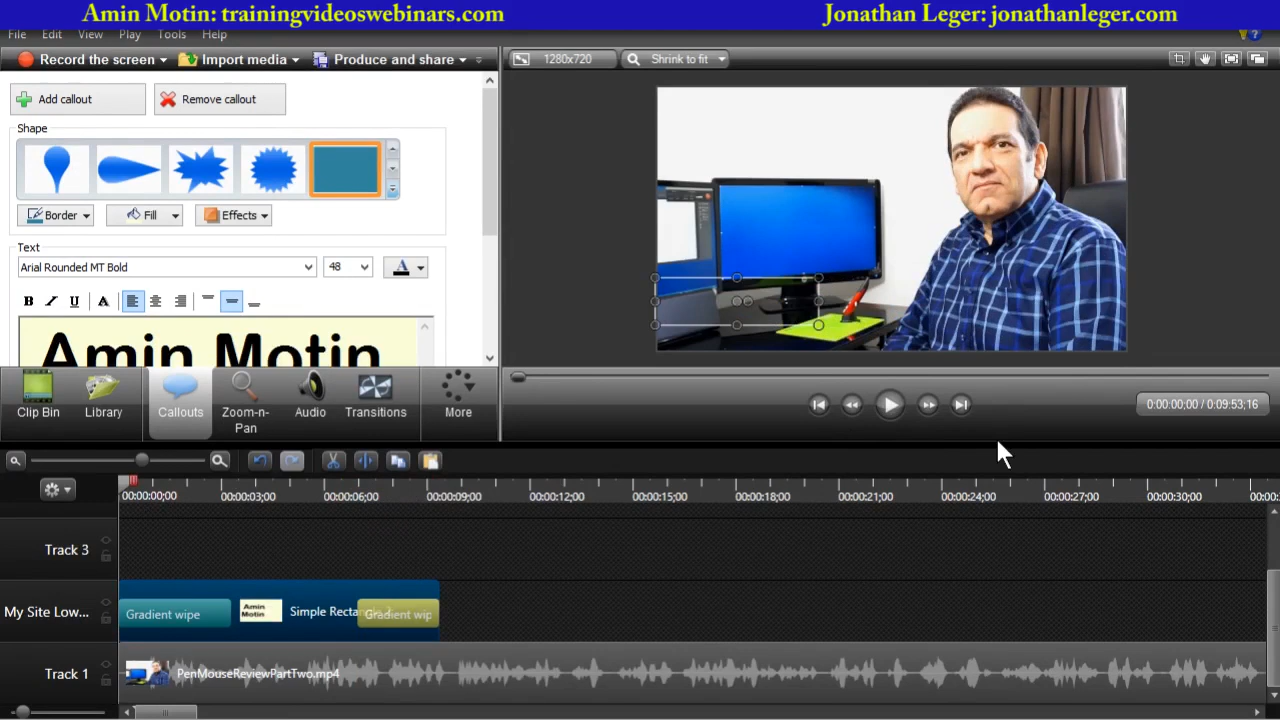 Amin Motin: trainingvideoswebinars.com
Jonathan Leger: jonathanleger.com
File Edit View Play Tools Help
Record the screen Import media Produce and share
1280x720 Shrink to fit
Add callout Remove callout
Shape
Border Fill Effects
Text
Arial Rounded MT Bold 48
B I U A
Amin Motin
Clip Bin Library Callouts Zoom-n-Pan Audio Transitions More
0:00:00;00 / 0:09:53;16
00:00:00;00 00:00:03;00 00:00:06;00 00:00:09;00 00:00:12;00 00:00:15;00 00:00:18;00 00:00:21;00 00:00:24;00 00:00:27;00 00:00:30;00 00:0
Track 3
My Site Low... Gradient wipe Amin Motin Simple Recta Gradient wip
Track 1 PenMouseReviewPartTwo.mp4